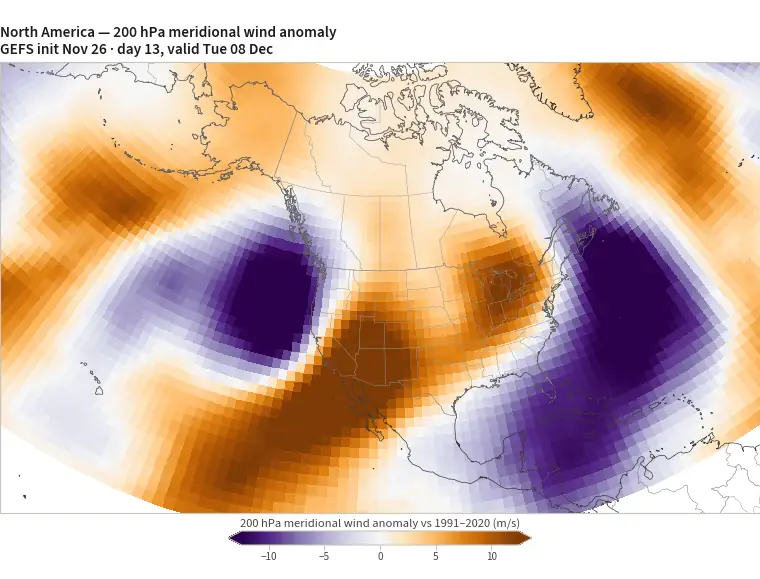 North America — 200 hPa meridional wind anomaly
GEFS init Nov 26 · day 13, valid Tue 08 Dec
200 hPa meridional wind anomaly vs 1991–2020 (m/s)
−10 −5 0 5 10